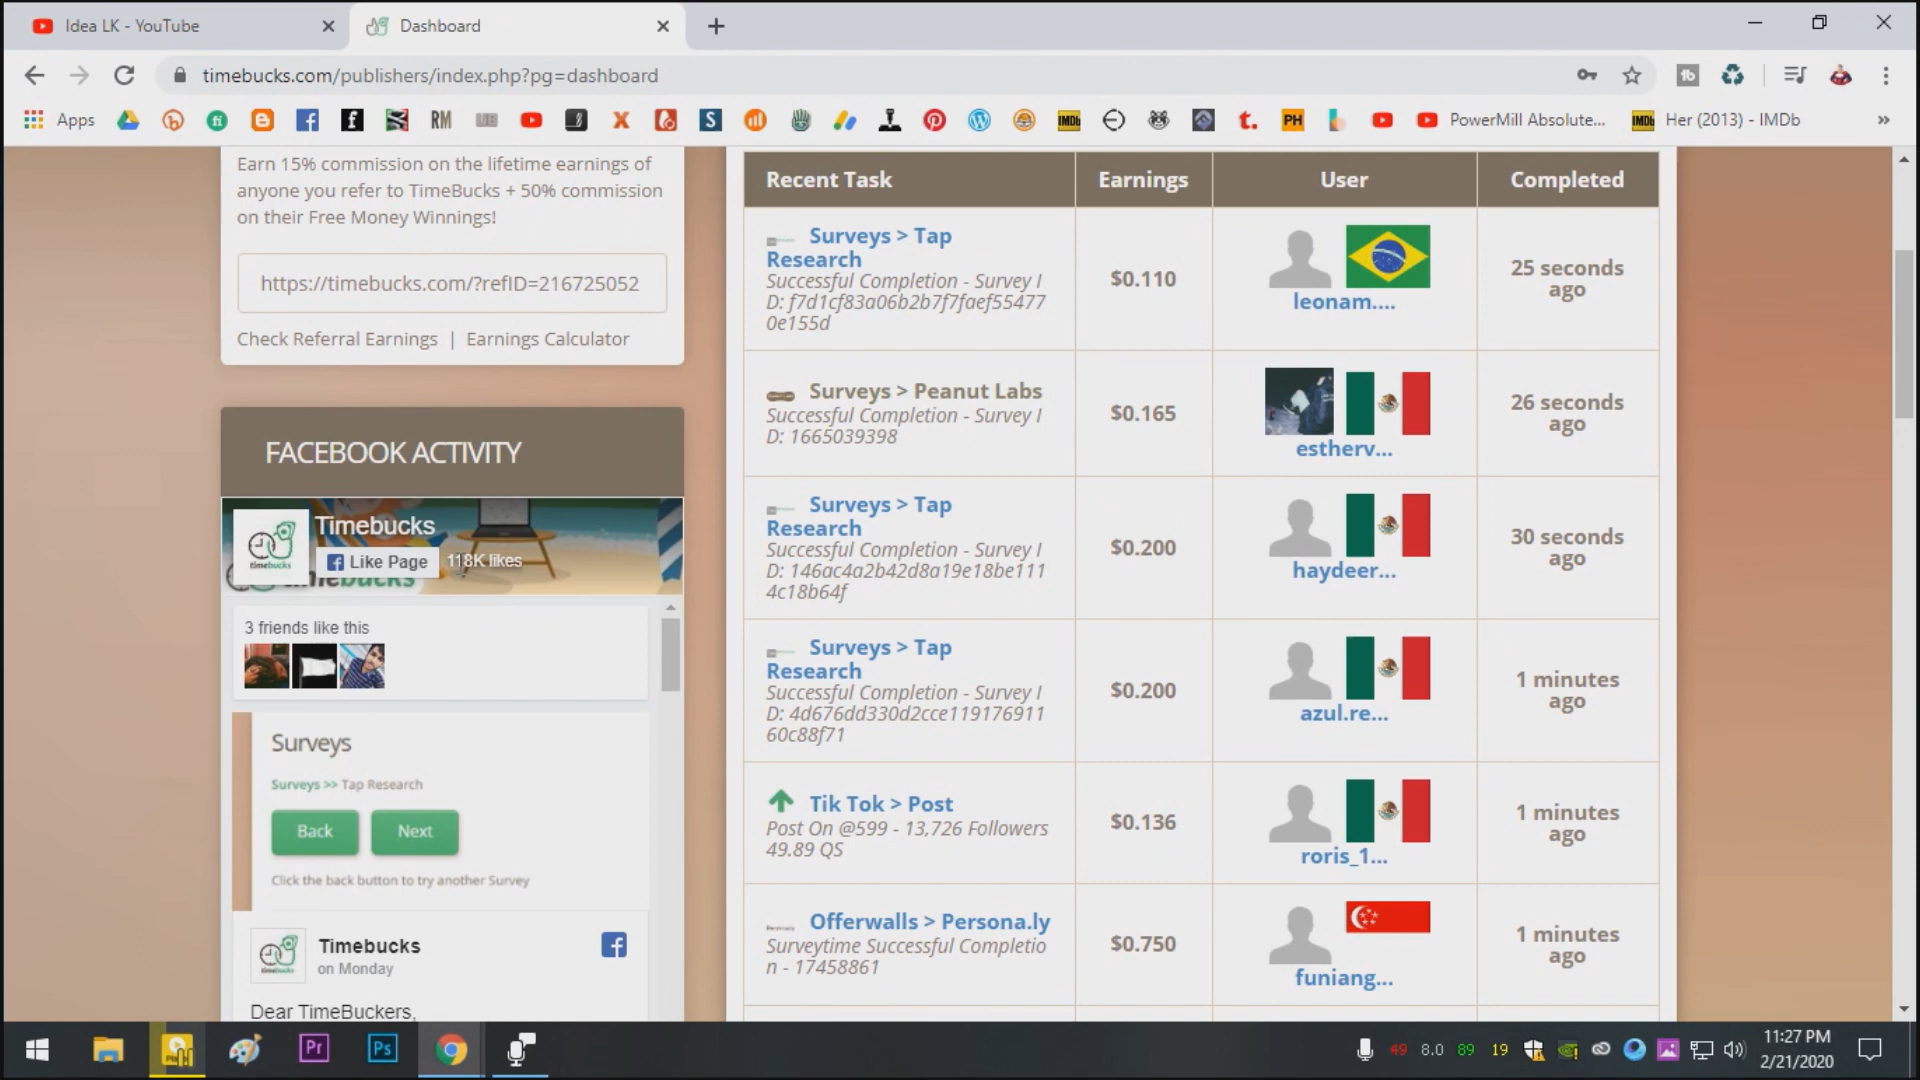 Idea LK - YouTube
Dashboard
timebucks.com/publishers/index.php?pg=dashboard
Apps
RM
UB
PH
PowerMill Absolute...
Her (2013) - IMDb
Earn 15% commission on the lifetime earnings of
anyone you refer to TimeBucks + 50% commission
on their Free Money Winnings!
https://timebucks.com/?refID=216725052
Check Referral Earnings | Earnings Calculator
FACEBOOK ACTIVITY
Timebucks
Like Page
118K likes
timebucks
3 friends like this
Surveys
Surveys >> Tap Research
Back
Next
Click the back button to try another Survey
Timebucks
on Monday
Dear TimeBuckers,
Recent Task Earnings User Completed
Surveys > Tap
Research
Successful Completion - Survey I
D: f7d1cf83a06b2b7f7faef55477
0e155d
$0.110
leonam....
25 seconds
ago
Surveys > Peanut Labs
Successful Completion - Survey I
D: 1665039398
$0.165
estherv...
26 seconds
ago
Surveys > Tap
Research
Successful Completion - Survey I
D: 146ac4a2b42d8a19e18be111
4c18b64f
$0.200
haydeer...
30 seconds
ago
Surveys > Tap
Research
Successful Completion - Survey I
D: 4d676dd330d2cce119176911
60c88f71
$0.200
azul.re...
1 minutes
ago
Tik Tok > Post
Post On @599 - 13,726 Followers
49.89 QS
$0.136
roris_1...
1 minutes
ago
Offerwalls > Persona.ly
Surveytime Successful Completio
n - 17458861
$0.750
funiang...
1 minutes
ago
Pr
Ps
49 8.0 89 19
11:27 PM
2/21/2020